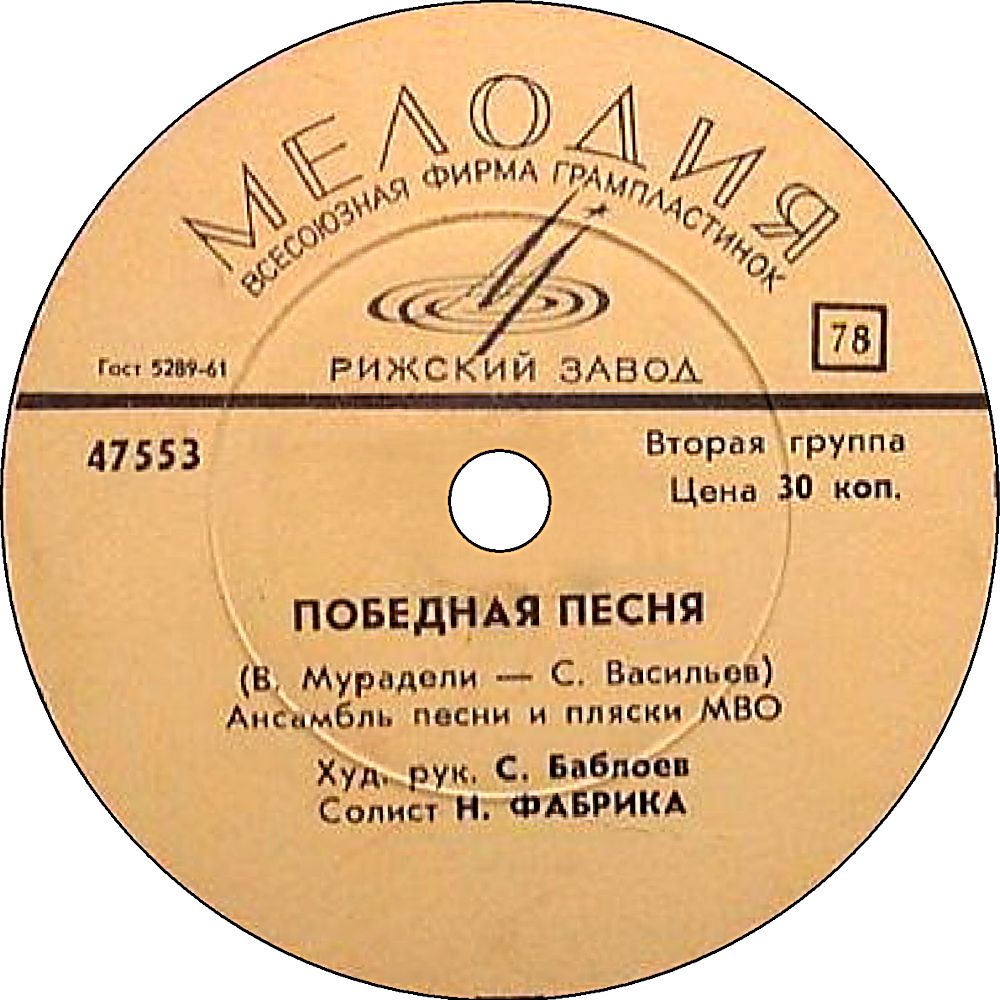 МЕЛОДИЯ
ВСЕСОЮЗНАЯ ФИРМА ГРАМПЛАСТИНОК
78
Гост 5289-61
РИЖСКИЙ ЗАВОД
47553
Вторая группа
Цена 30 коп.
ПОБЕДНАЯ ПЕСНЯ
(В. Мурадели — С. Васильев)
Ансамбль песни и пляски МВО
Худ. рук. С. Баблоев
Солист Н. ФАБРИКА